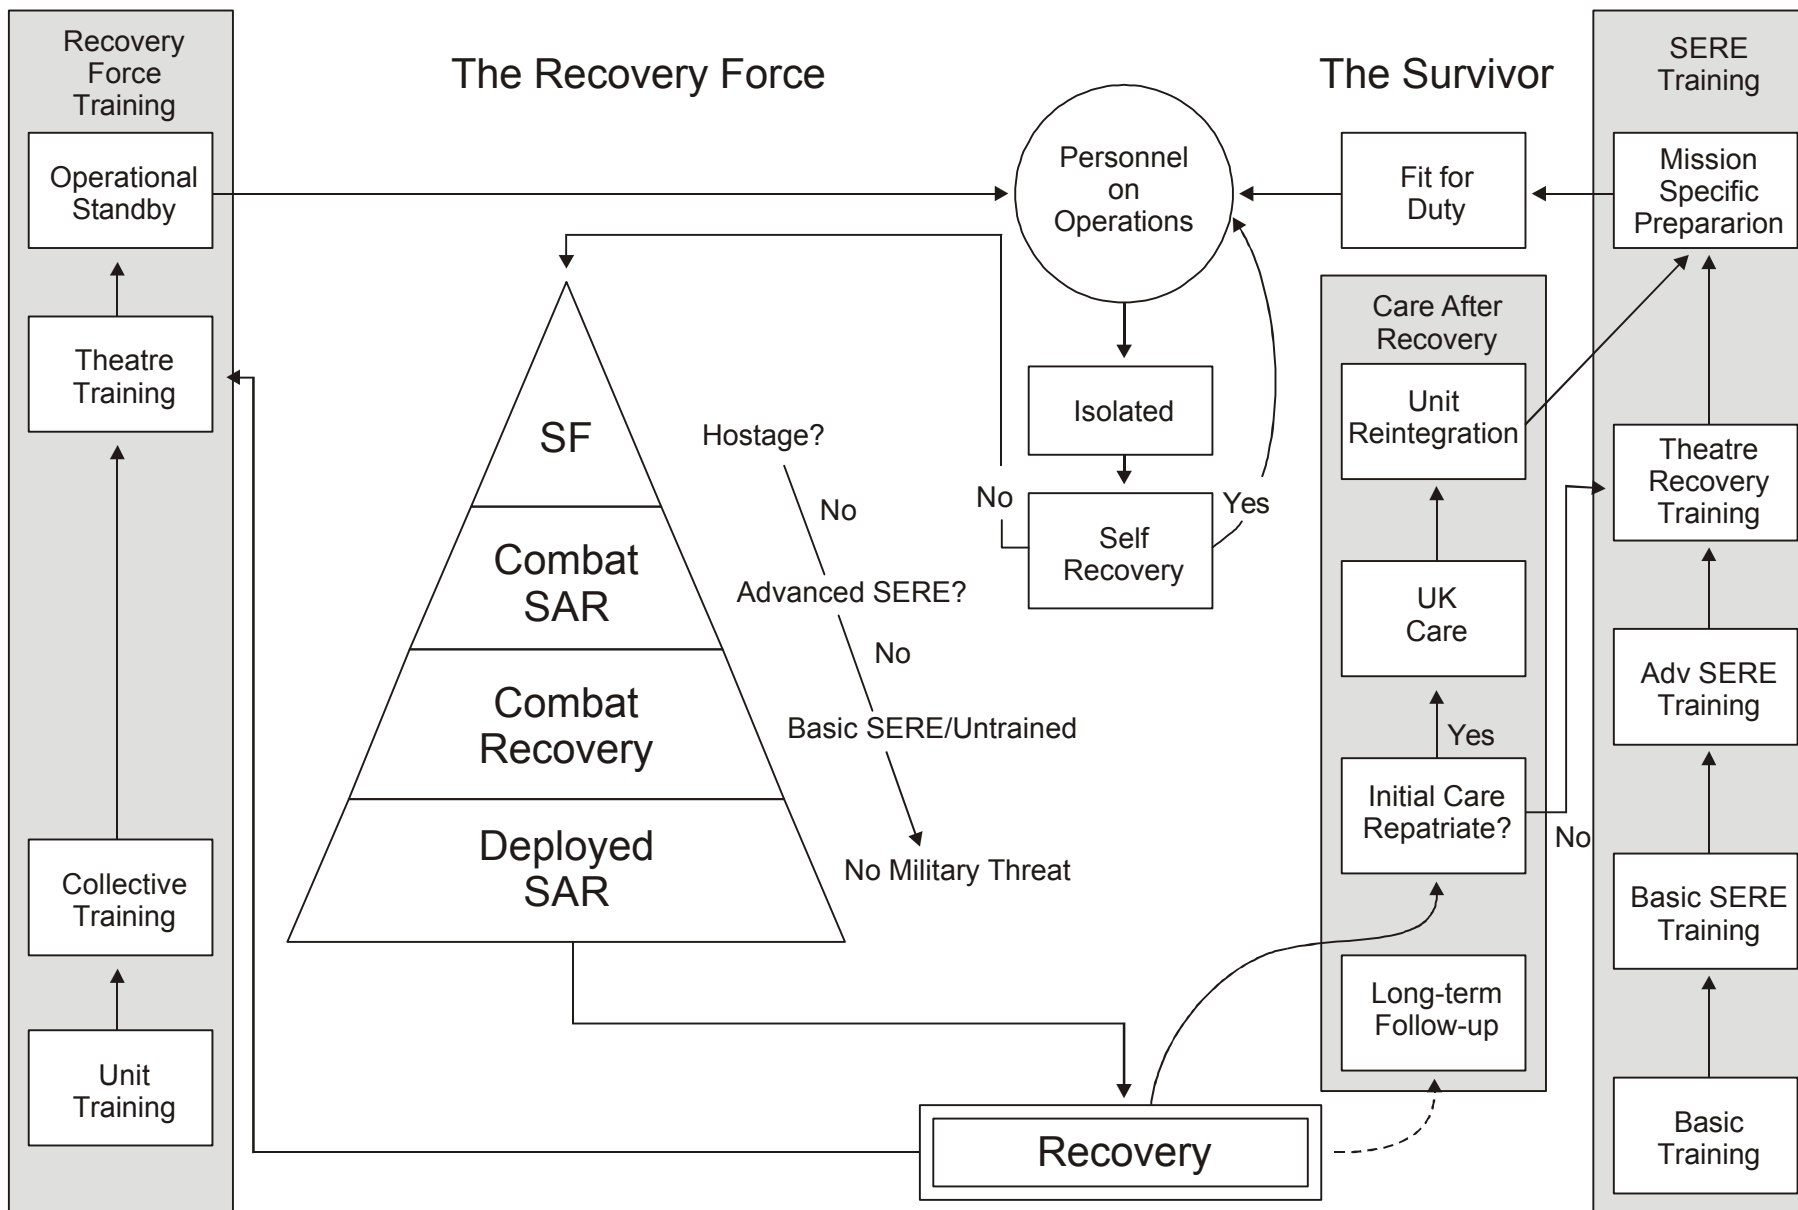 Recovery
Force
Training
Operational
Standby
Theatre
Training
Collective
Training
Unit
Training
The Recovery Force
SF
Combat
SAR
Combat
Recovery
Deployed
SAR
Hostage?
No
Advanced SERE?
No
Basic SERE/Untrained
No Military Threat
Personnel
on
Operations
Isolated
No
Yes
Self
Recovery
Recovery
The Survivor
Fit for
Duty
Care After
Recovery
Unit
Reintegration
UK
Care
Yes
Initial Care
Repatriate?
No
Long-term
Follow-up
SERE
Training
Mission
Specific
Prepararion
Theatre
Recovery
Training
Adv SERE
Training
Basic SERE
Training
Basic
Training